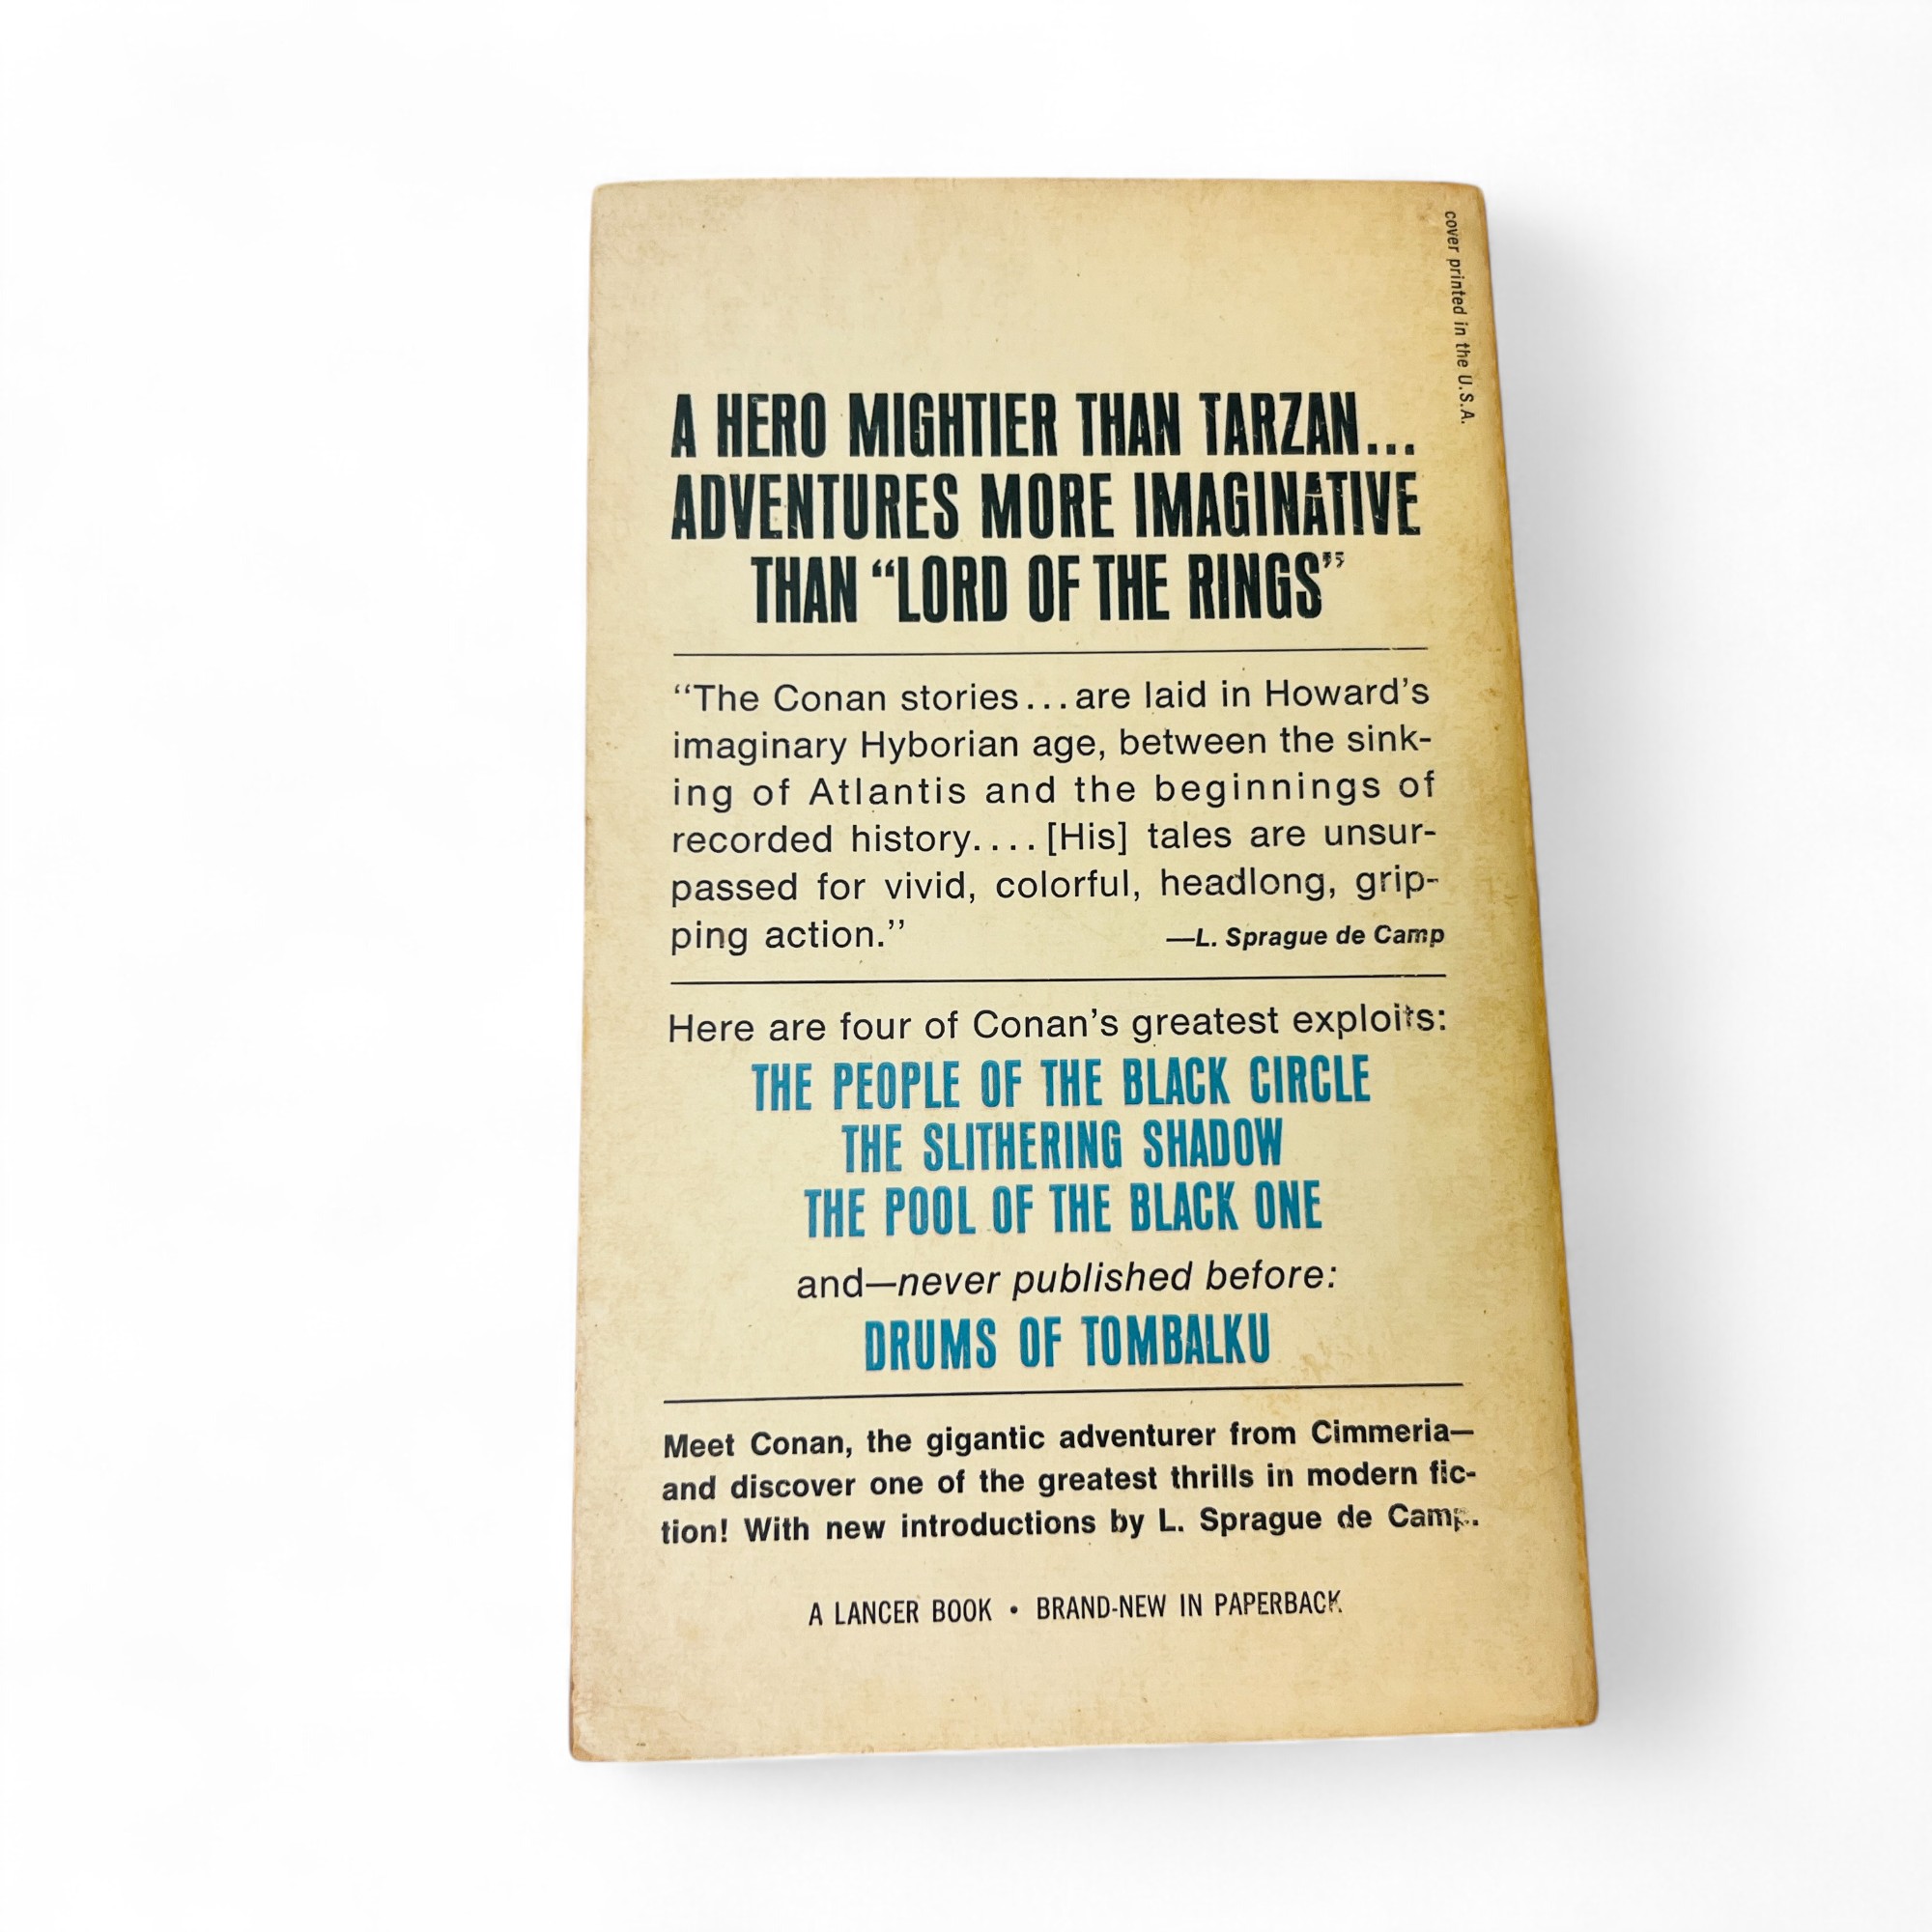 cover printed in the U.S.A.
A HERO MIGHTIER THAN TARZAN...
ADVENTURES MORE IMAGINATIVE
THAN “LORD OF THE RINGS”
“The Conan stories...are laid in Howard’s
imaginary Hyborian age, between the sink-
ing of Atlantis and the beginnings of
recorded history.... [His] tales are unsur-
passed for vivid, colorful, headlong, grip-
ping action.”
—L. Sprague de Camp
Here are four of Conan’s greatest exploits:
THE PEOPLE OF THE BLACK CIRCLE
THE SLITHERING SHADOW
THE POOL OF THE BLACK ONE
and—never published before:
DRUMS OF TOMBALKU
Meet Conan, the gigantic adventurer from Cimmeria—
and discover one of the greatest thrills in modern fic-
tion! With new introductions by L. Sprague de Camp.
A LANCER BOOK • BRAND-NEW IN PAPERBACK